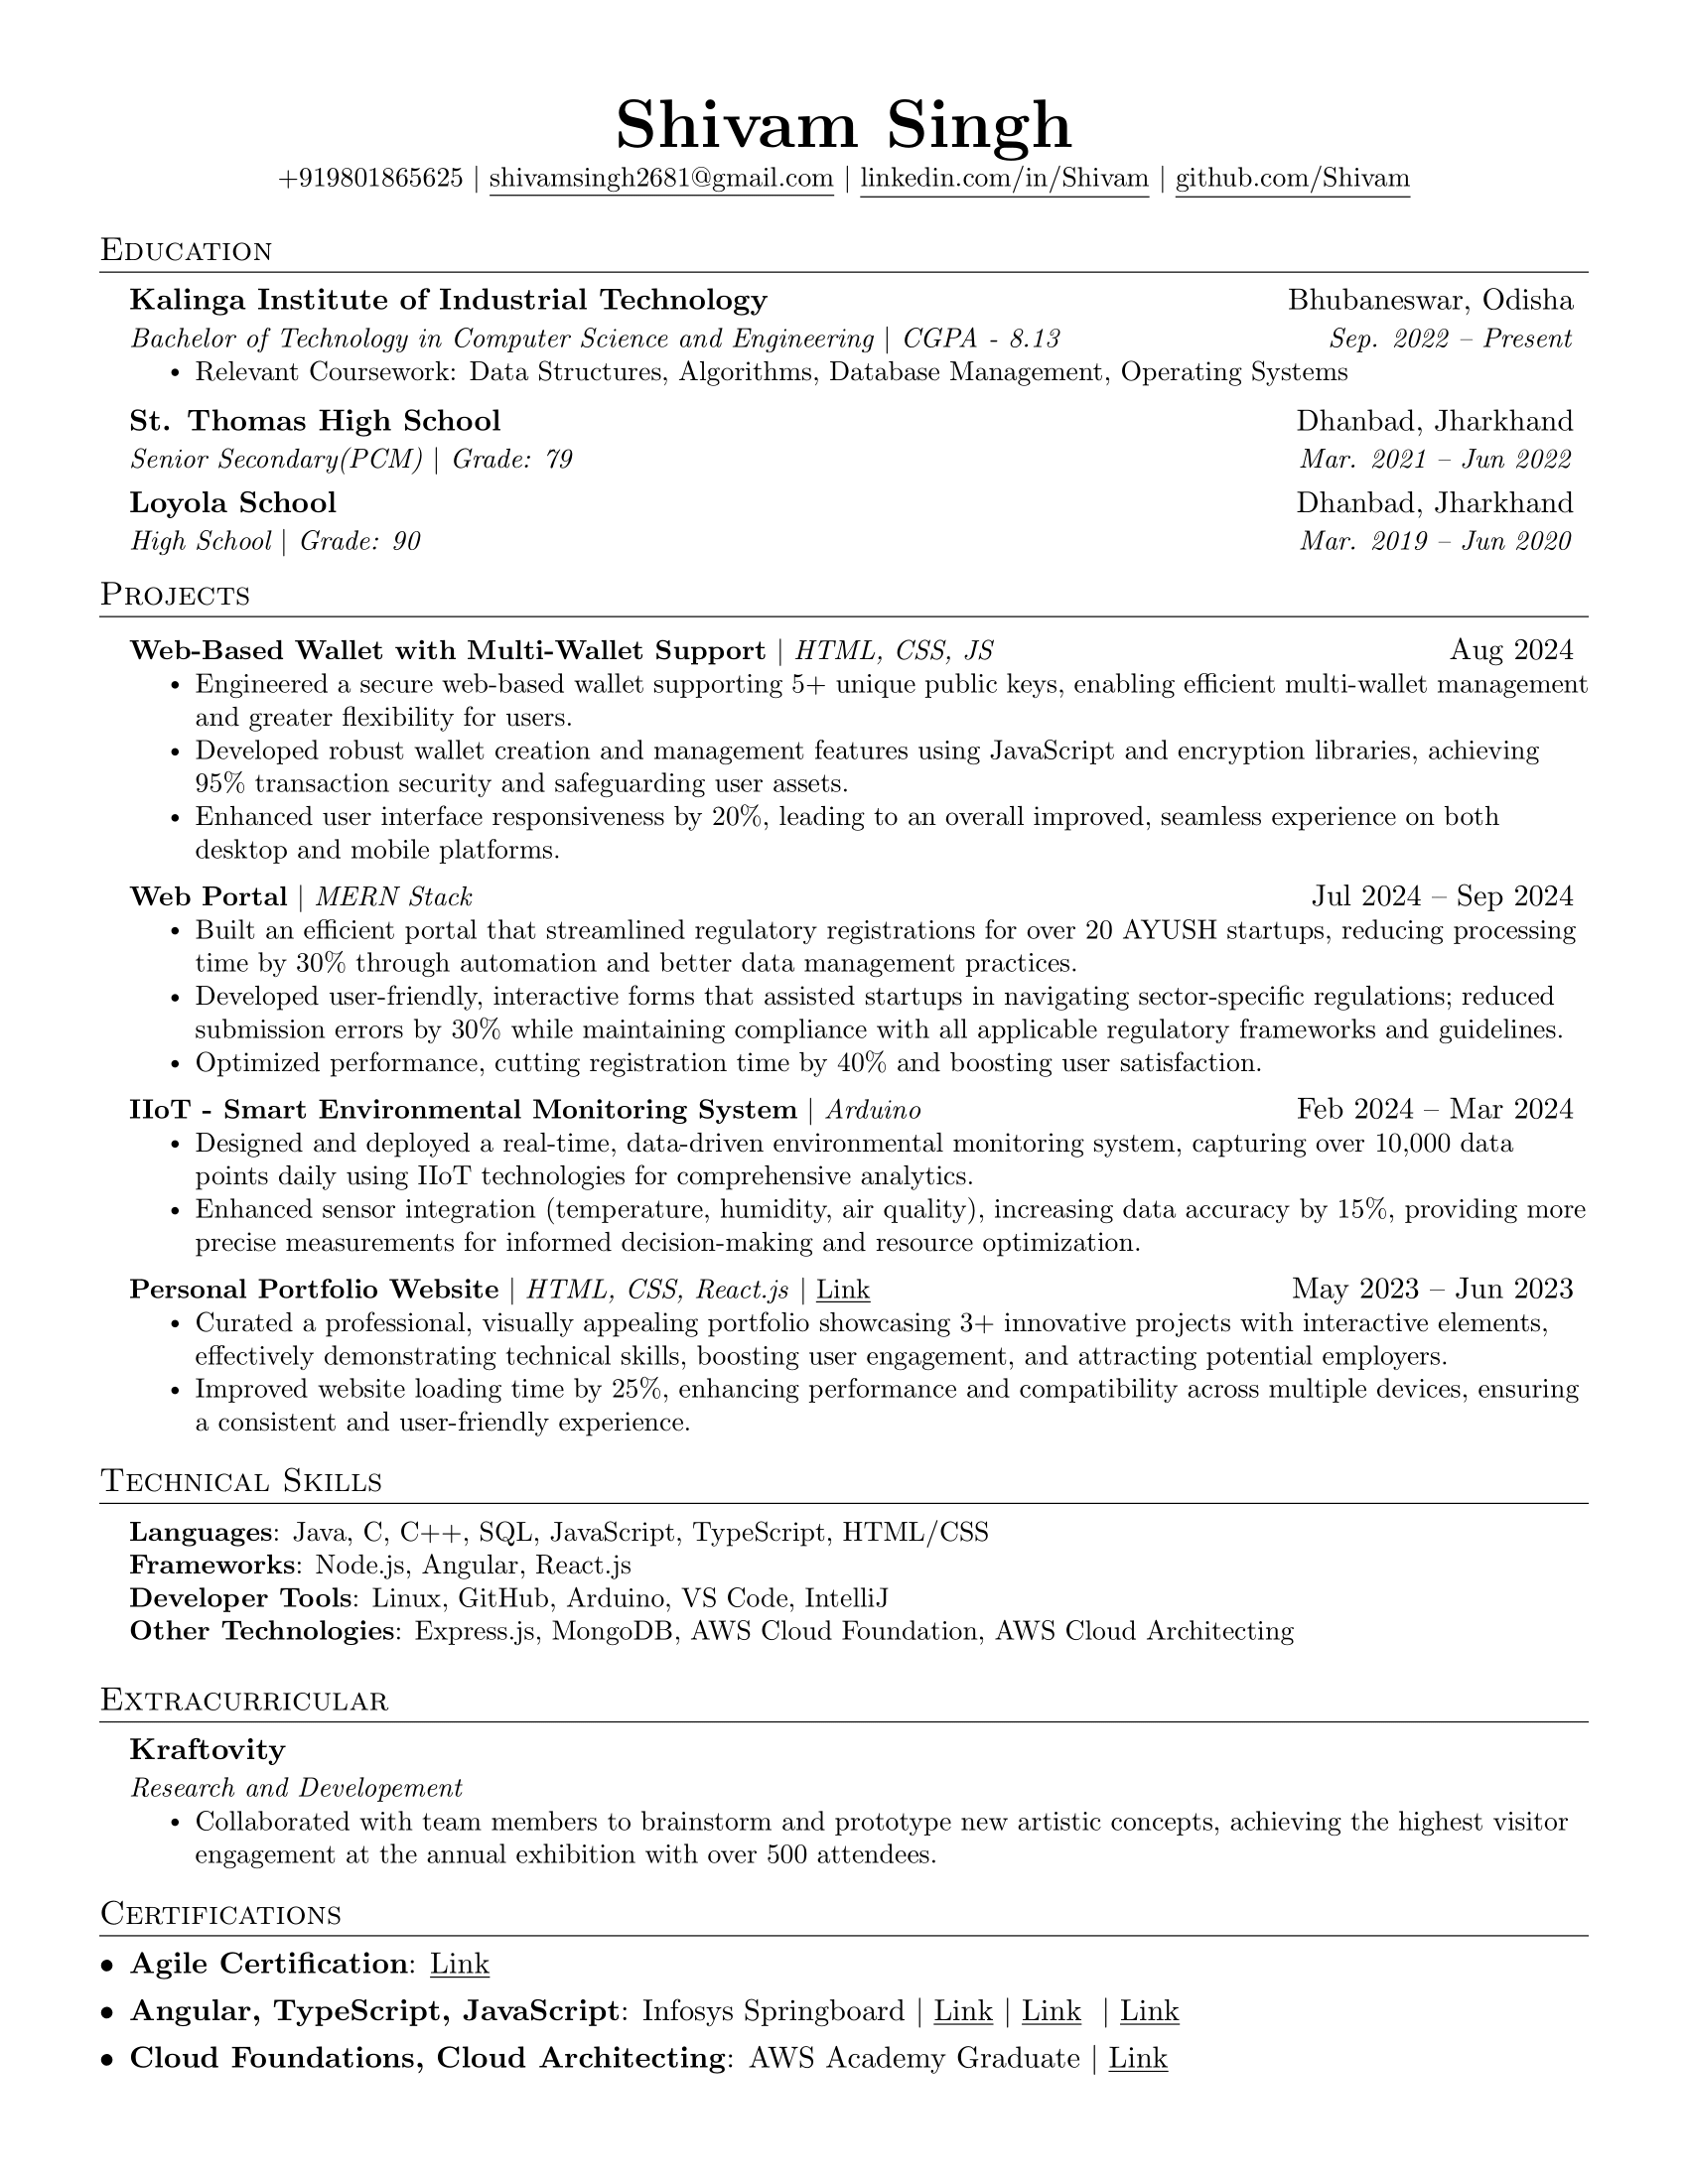 Shivam Singh
+919801865625 | shivamsingh2681@gmail.com | linkedin.com/in/Shivam | github.com/Shivam
Education
Kalinga Institute of Industrial Technology Bhubaneswar, Odisha
Bachelor of Technology in Computer Science and Engineering | CGPA - 8.13 Sep. 2022 – Present
• Relevant Coursework: Data Structures, Algorithms, Database Management, Operating Systems
St. Thomas High School Dhanbad, Jharkhand
Senior Secondary(PCM) | Grade: 79 Mar. 2021 – Jun 2022
Loyola School Dhanbad, Jharkhand
High School | Grade: 90 Mar. 2019 – Jun 2020
Projects
Web-Based Wallet with Multi-Wallet Support | HTML, CSS, JS Aug 2024
• Engineered a secure web-based wallet supporting 5+ unique public keys, enabling efficient multi-wallet management
and greater flexibility for users.
• Developed robust wallet creation and management features using JavaScript and encryption libraries, achieving
95% transaction security and safeguarding user assets.
• Enhanced user interface responsiveness by 20%, leading to an overall improved, seamless experience on both
desktop and mobile platforms.
Web Portal | MERN Stack Jul 2024 – Sep 2024
• Built an efficient portal that streamlined regulatory registrations for over 20 AYUSH startups, reducing processing
time by 30% through automation and better data management practices.
• Developed user-friendly, interactive forms that assisted startups in navigating sector-specific regulations; reduced
submission errors by 30% while maintaining compliance with all applicable regulatory frameworks and guidelines.
• Optimized performance, cutting registration time by 40% and boosting user satisfaction.
IIoT - Smart Environmental Monitoring System | Arduino Feb 2024 – Mar 2024
• Designed and deployed a real-time, data-driven environmental monitoring system, capturing over 10,000 data
points daily using IIoT technologies for comprehensive analytics.
• Enhanced sensor integration (temperature, humidity, air quality), increasing data accuracy by 15%, providing more
precise measurements for informed decision-making and resource optimization.
Personal Portfolio Website | HTML, CSS, React.js | Link May 2023 – Jun 2023
• Curated a professional, visually appealing portfolio showcasing 3+ innovative projects with interactive elements,
effectively demonstrating technical skills, boosting user engagement, and attracting potential employers.
• Improved website loading time by 25%, enhancing performance and compatibility across multiple devices, ensuring
a consistent and user-friendly experience.
Technical Skills
Languages: Java, C, C++, SQL, JavaScript, TypeScript, HTML/CSS
Frameworks: Node.js, Angular, React.js
Developer Tools: Linux, GitHub, Arduino, VS Code, IntelliJ
Other Technologies: Express.js, MongoDB, AWS Cloud Foundation, AWS Cloud Architecting
Extracurricular
Kraftovity
Research and Developement
• Collaborated with team members to brainstorm and prototype new artistic concepts, achieving the highest visitor
engagement at the annual exhibition with over 500 attendees.
Certifications
• Agile Certification: Link
• Angular, TypeScript, JavaScript: Infosys Springboard | Link | Link | Link
• Cloud Foundations, Cloud Architecting: AWS Academy Graduate | Link